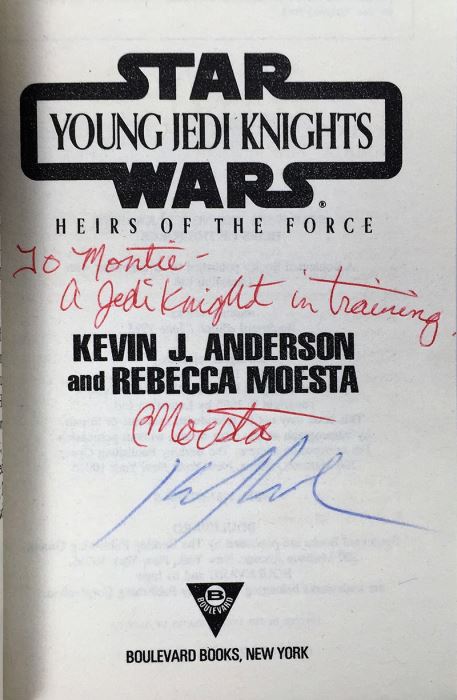 STAR
YOUNG JEDI KNIGHTS
WARS®
HEIRS OF THE FORCE
To Montie-
A Jedi Knight in training.
KEVIN J. ANDERSON
and REBECCA MOESTA
RMoesta
B
BOULEVARD
BOULEVARD BOOKS, NEW YORK